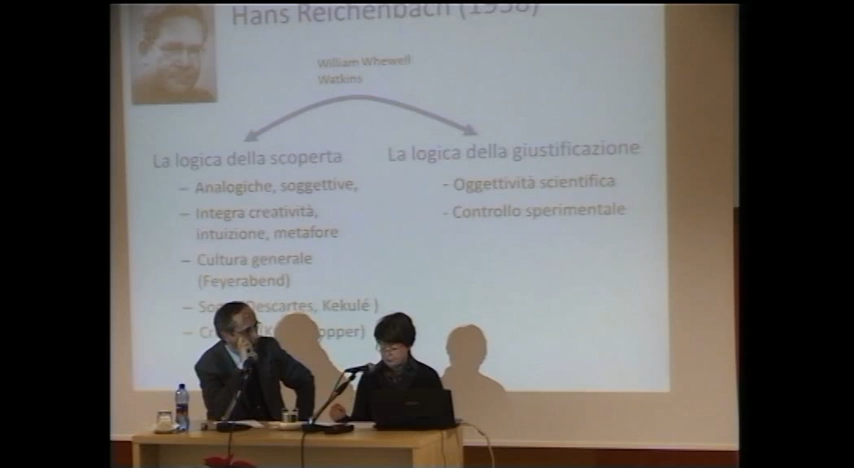 Hans Reichenbach (1938)
William Whewell
Watkins
La logica della scoperta
– Analogiche, soggettive,
– Integra creatività,
intuizione, metafore
– Cultura generale
(Feyerabend)
– Descartes, Kekulé )
–
La logica della giustificazione
- Oggettività scientifica
- Controllo sperimentale